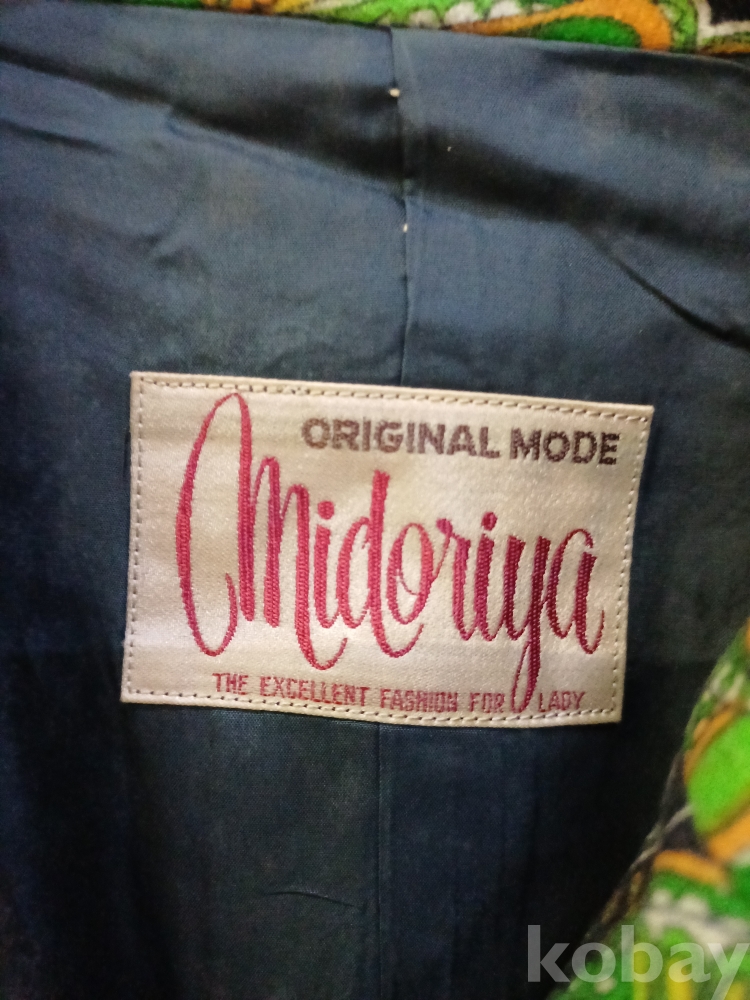 ORIGINAL MODE
Midoriya
THE EXCELLENT FASHION FOR LADY
kobay